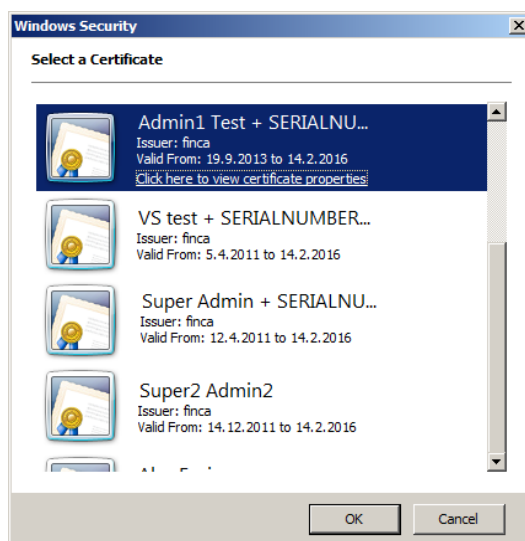 Windows Security
Select a Certificate
Admin1 Test + SERIALNU...
Issuer: finca
Valid From: 19.9.2013 to 14.2.2016
Click here to view certificate properties
VS test + SERIALNUMBER...
Issuer: finca
Valid From: 5.4.2011 to 14.2.2016
Super Admin + SERIALNU...
Issuer: finca
Valid From: 12.4.2011 to 14.2.2016
Super2 Admin2
Issuer: finca
Valid From: 14.12.2011 to 14.2.2016
OK
Cancel